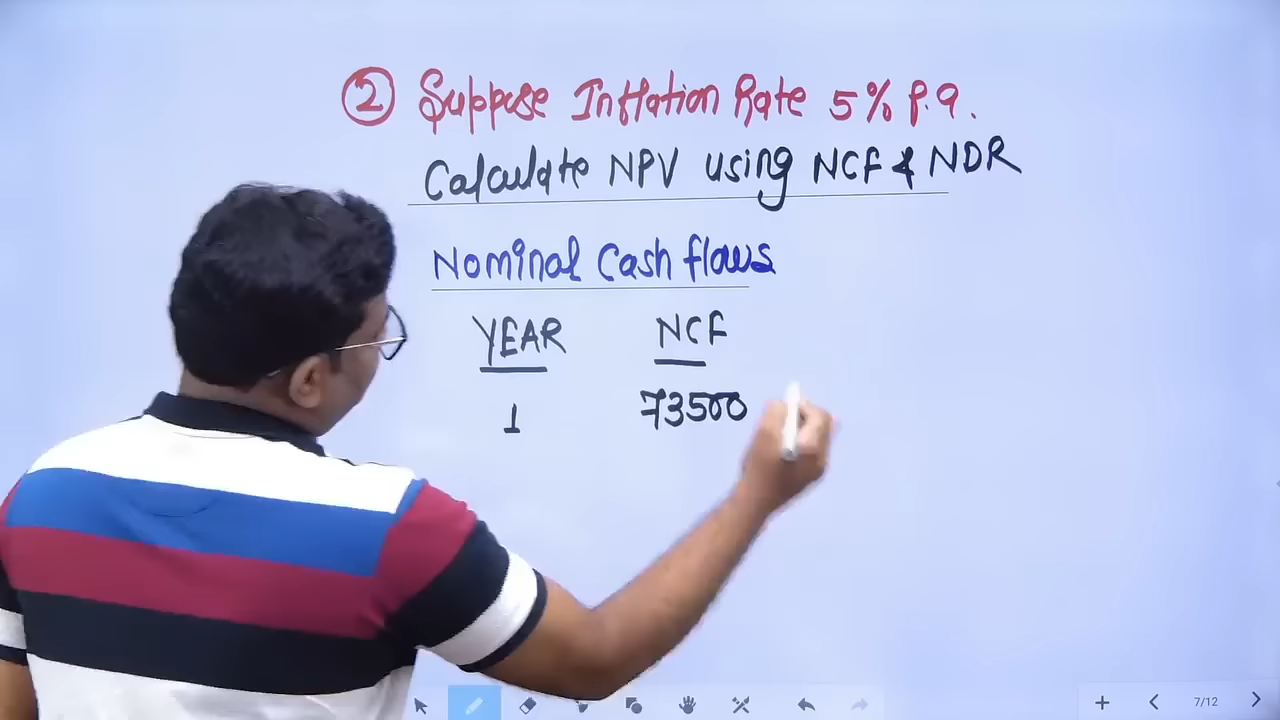 ② Suppose Inflation Rate 5% P.a.
Calculate NPV using NCF & NDR
Nominal Cash flows
YEAR NCF
1 73500
7/12